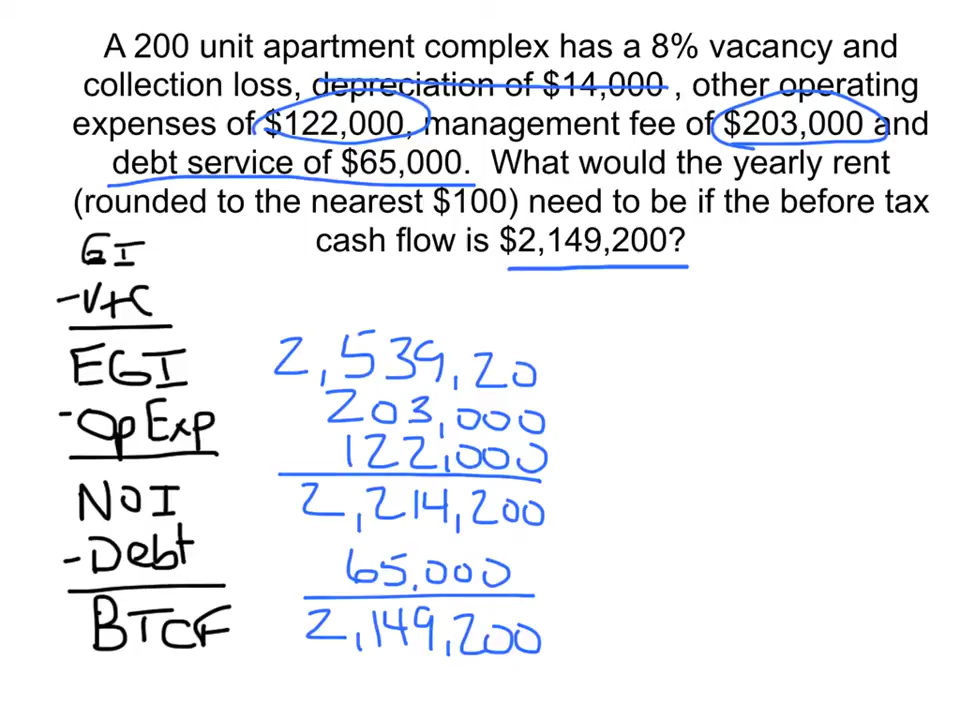 A 200 unit apartment complex has a 8% vacancy and
collection loss, depreciation of $14,000 , other operating
expenses of $122,000, management fee of $203,000 and
debt service of $65,000. What would the yearly rent
(rounded to the nearest $100) need to be if the before tax
cash flow is $2,149,200?
GI
-V+C
EGI 2,539,20
-Op Exp 203,000
122,000
NOI 2,214,200
-Debt 65,000
BTCF 2,149,200